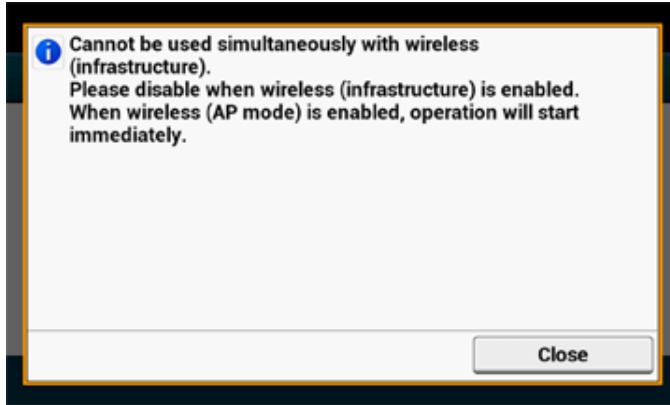 Cannot be used simultaneously with wireless
(infrastructure).
Please disable when wireless (infrastructure) is enabled.
When wireless (AP mode) is enabled, operation will start
immediately.
Close